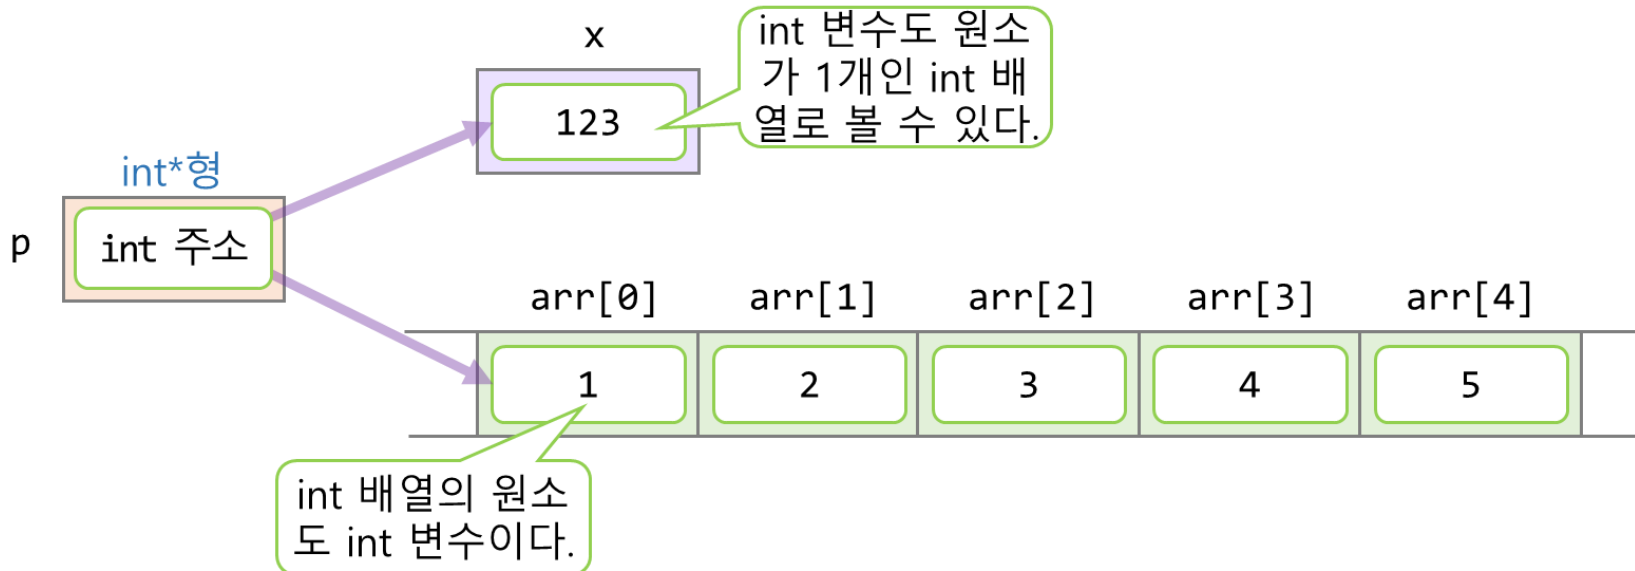 x
int 변수도 원소
가 1개인 int 배
열로 볼 수 있다.
123
int*형
p
int 주소
arr[0] arr[1] arr[2] arr[3] arr[4]
1 2 3 4 5
int 배열의 원소
도 int 변수이다.